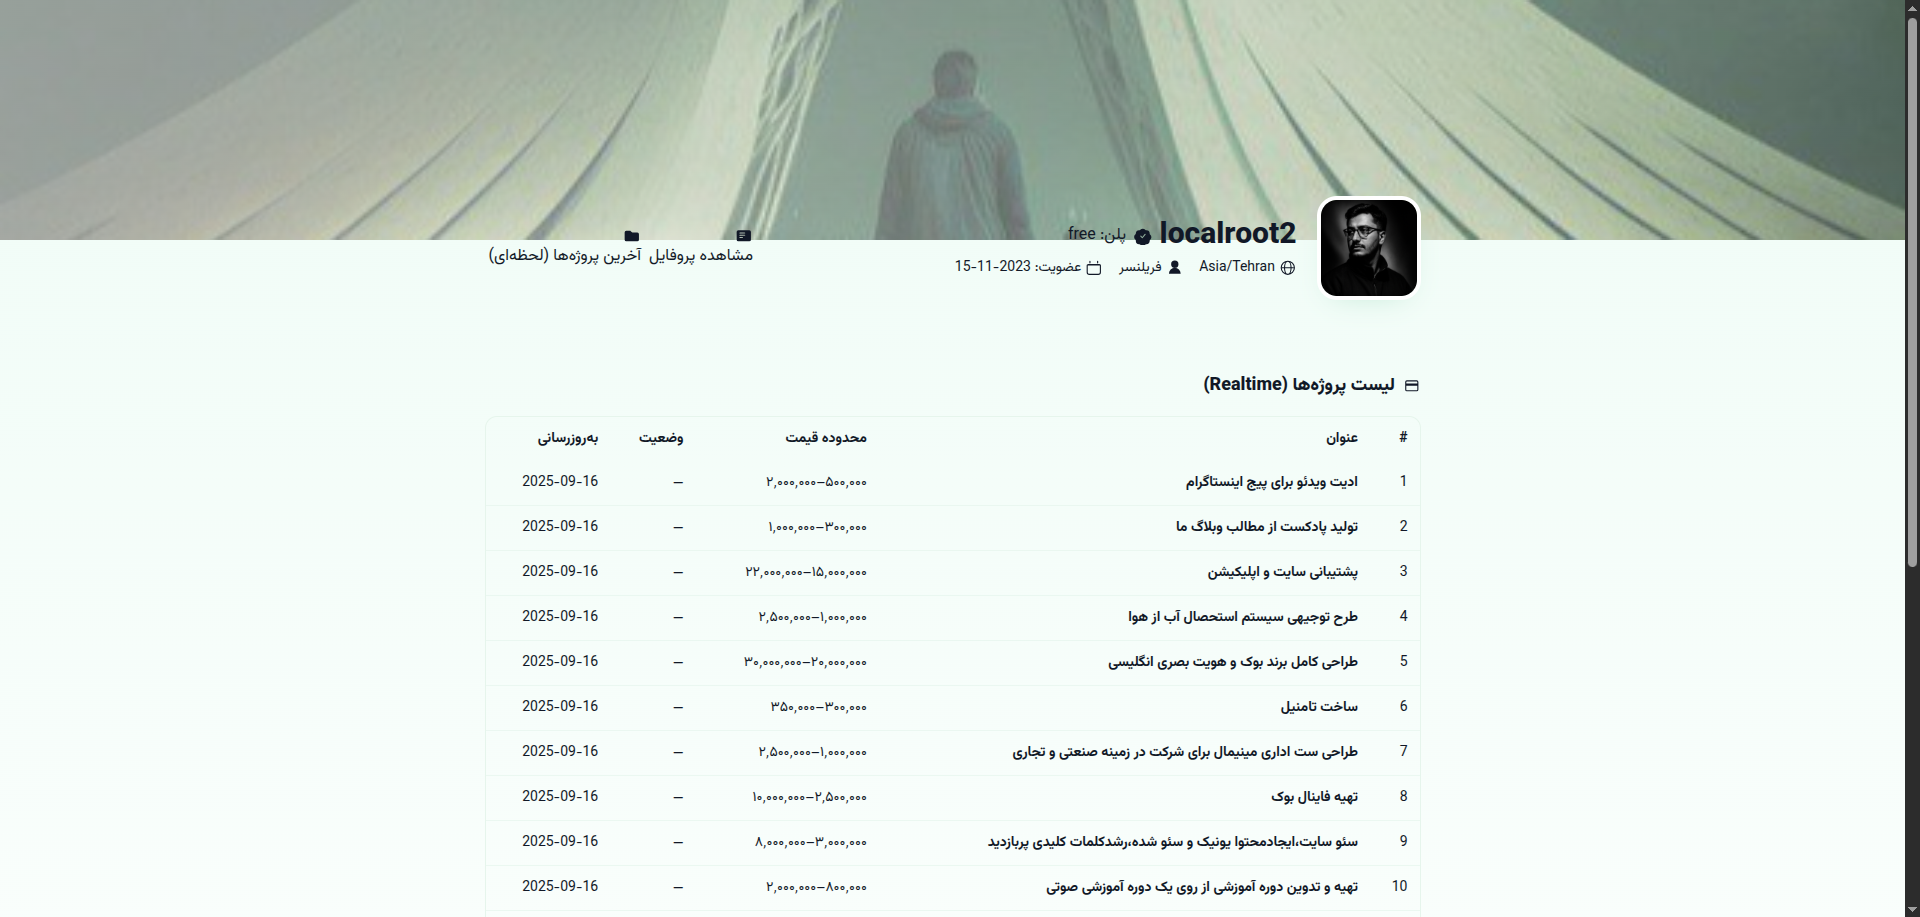 localroot2 پلن: free
Asia/Tehran فریلنسر عضویت: 2023-11-15
مشاهده پروفایل آخرین پروژه‌ها (لحظه‌ای)
لیست پروژه‌ها (Realtime)
# عنوان محدوده قیمت وضعیت به‌روزرسانی
1 ادیت ویدئو برای پیج اینستاگرام ۵۰۰,۰۰۰–۲,۰۰۰,۰۰۰ — 2025-09-16
2 تولید پادکست از مطالب وبلاگ ما ۳۰۰,۰۰۰–۱,۰۰۰,۰۰۰ — 2025-09-16
3 پشتیبانی سایت و اپلیکیشن ۱۵,۰۰۰,۰۰۰–۲۲,۰۰۰,۰۰۰ — 2025-09-16
4 طرح توجیهی سیستم استحصال آب از هوا ۱,۰۰۰,۰۰۰–۲,۵۰۰,۰۰۰ — 2025-09-16
5 طراحی کامل برند بوک و هویت بصری انگلیسی ۲۰,۰۰۰,۰۰۰–۳۰,۰۰۰,۰۰۰ — 2025-09-16
6 ساخت تامنیل ۳۰۰,۰۰۰–۳۵۰,۰۰۰ — 2025-09-16
7 طراحی ست اداری مینیمال برای شرکت در زمینه صنعتی و تجاری ۱,۰۰۰,۰۰۰–۲,۵۰۰,۰۰۰ — 2025-09-16
8 تهیه فاینال بوک ۲,۵۰۰,۰۰۰–۱۰,۰۰۰,۰۰۰ — 2025-09-16
9 سئو سایت،ایجادمحتوا یونیک و سئو شده،رشدکلمات کلیدی پربازدید ۳,۰۰۰,۰۰۰–۸,۰۰۰,۰۰۰ — 2025-09-16
10 تهیه و تدوین دوره آموزشی از روی یک دوره آموزشی صوتی ۸۰۰,۰۰۰–۲,۰۰۰,۰۰۰ — 2025-09-16